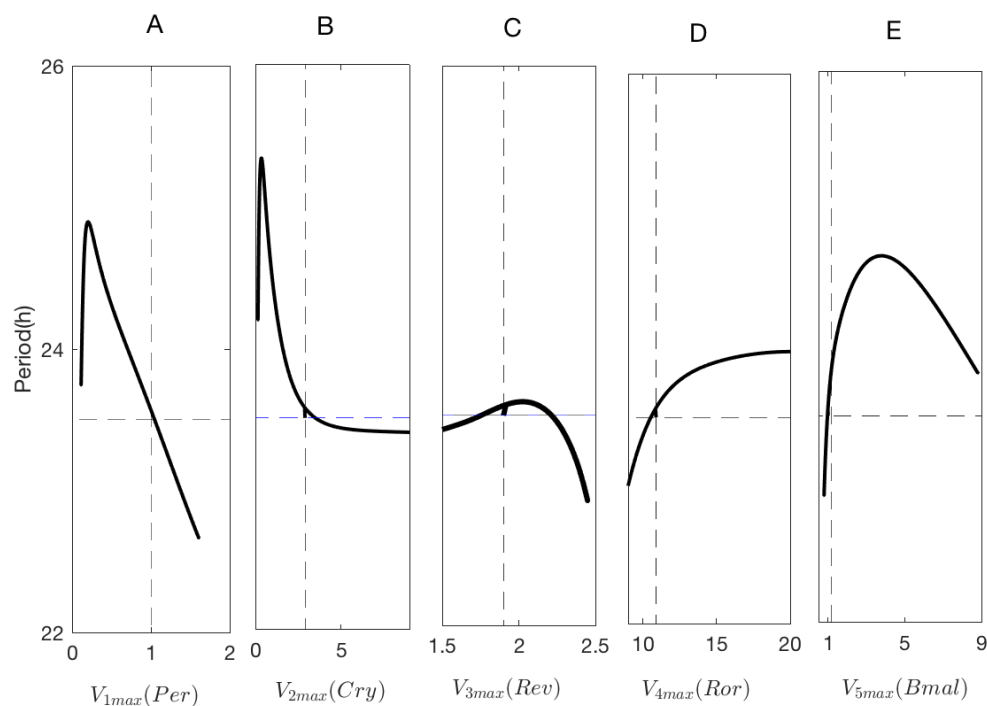 A B C D E
26
24
22
Period(h)
0 1 2 0 5 1.5 2 2.5 10 15 20 1 5 9
V1max(Per) V2max(Cry) V3max(Rev) V4max(Ror) V5max(Bmal)